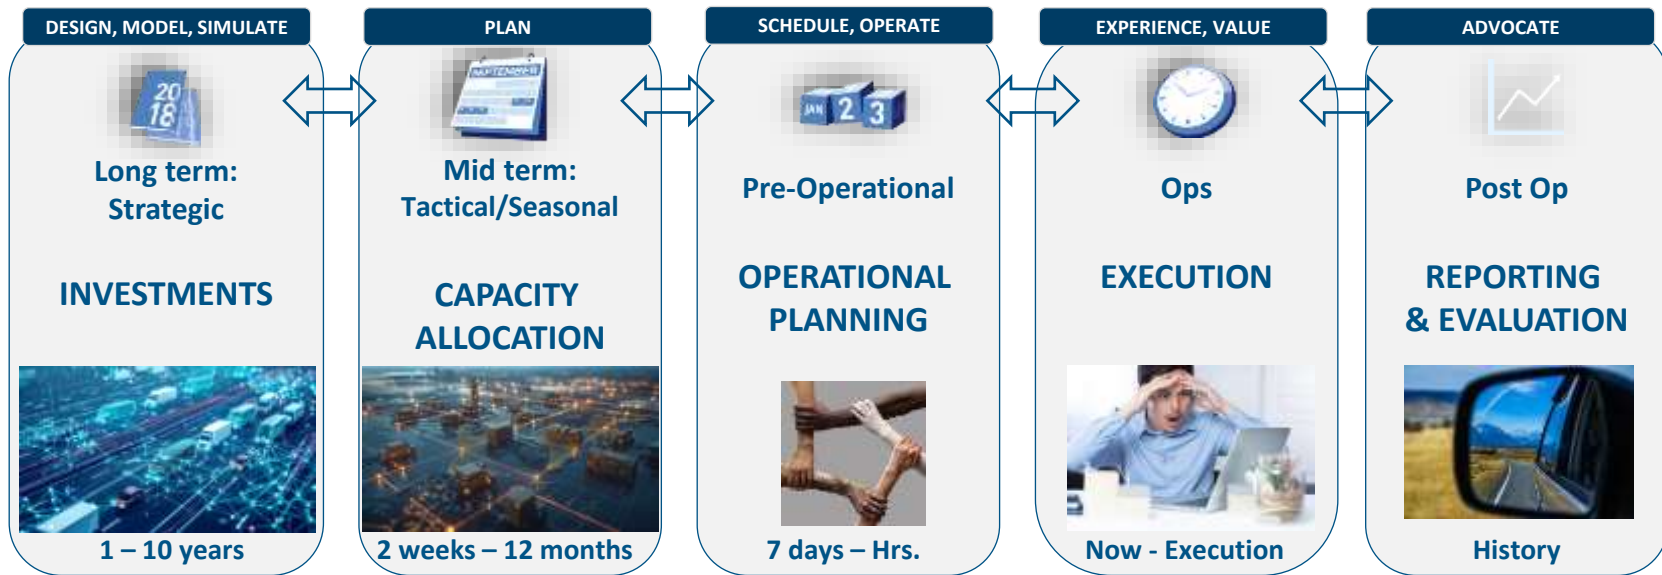 DESIGN, MODEL, SIMULATE
20
18
Long term:
Strategic
INVESTMENTS
1 – 10 years
PLAN
SEPTEMBER
Mid term:
Tactical/Seasonal
CAPACITY
ALLOCATION
2 weeks – 12 months
SCHEDULE, OPERATE
JAN 2 3
Pre-Operational
OPERATIONAL
PLANNING
7 days – Hrs.
EXPERIENCE, VALUE
Ops
EXECUTION
Now - Execution
ADVOCATE
Post Op
REPORTING
& EVALUATION
History